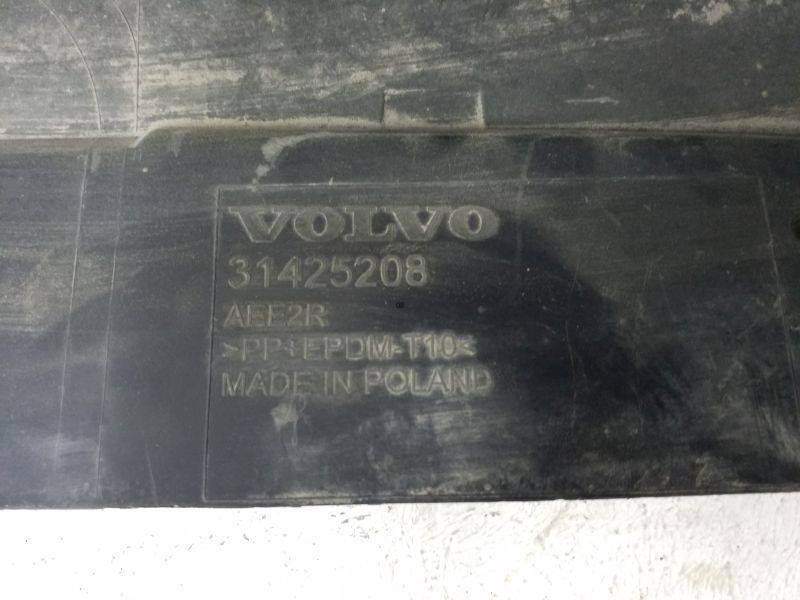 VOLVO
31425208
AEE2R
>PP+EPDM-T10<
MADE IN POLAND